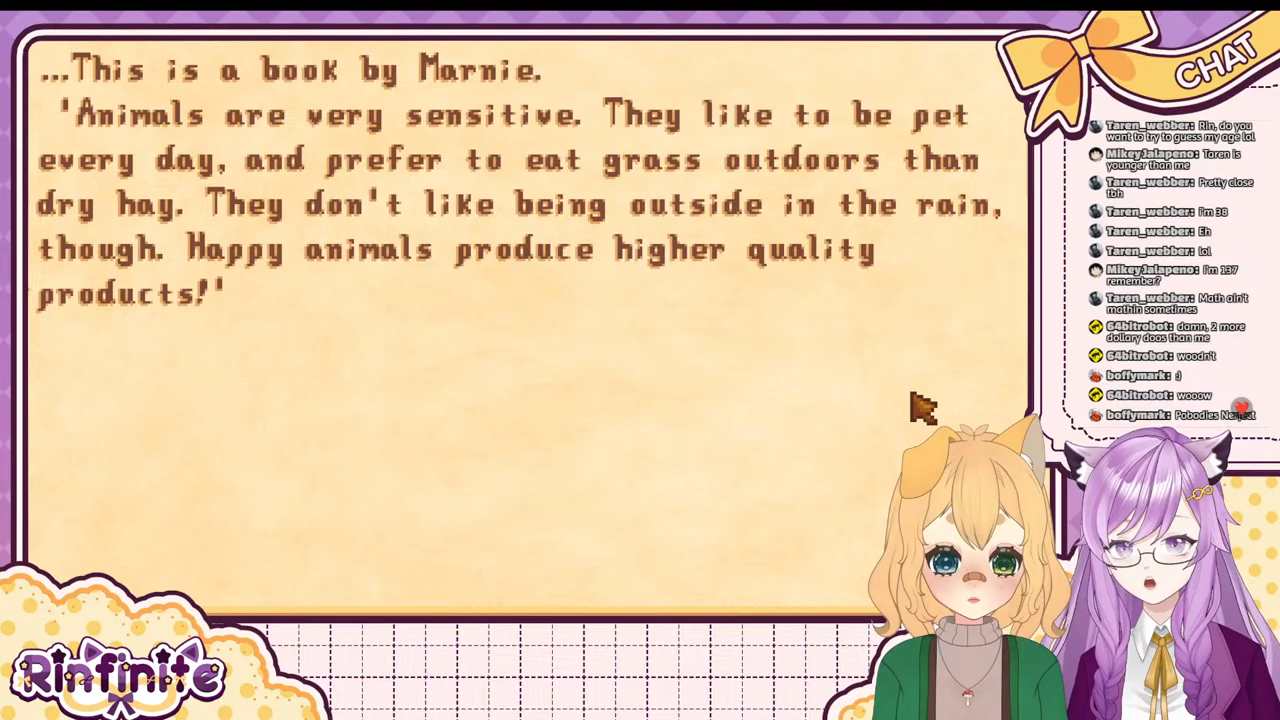 ...This is a book by Marnie.
'Animals are very sensitive. They like to be pet
every day, and prefer to eat grass outdoors than
dry hay. They don't like being outside in the rain,
though. Happy animals produce higher quality
products!'
CHAT
Taren_webber: Rin, do you
want to try to guess my age lol
MikeyJalapeno: Taren is
younger than me
Taren_webber: Pretty close
tbh
Taren_webber: I'm 38
Taren_webber: Eh
Taren_webber: lol
MikeyJalapeno: I'm 137
remember?
Taren_webber: Math ain't
mathin sometimes
64bitrobot: damn, 2 more
dollary doos than me
64bitrobot: woodn't
boffymark: :)
64bitrobot: wooow
boffymark: Pobodies
Rinfinite